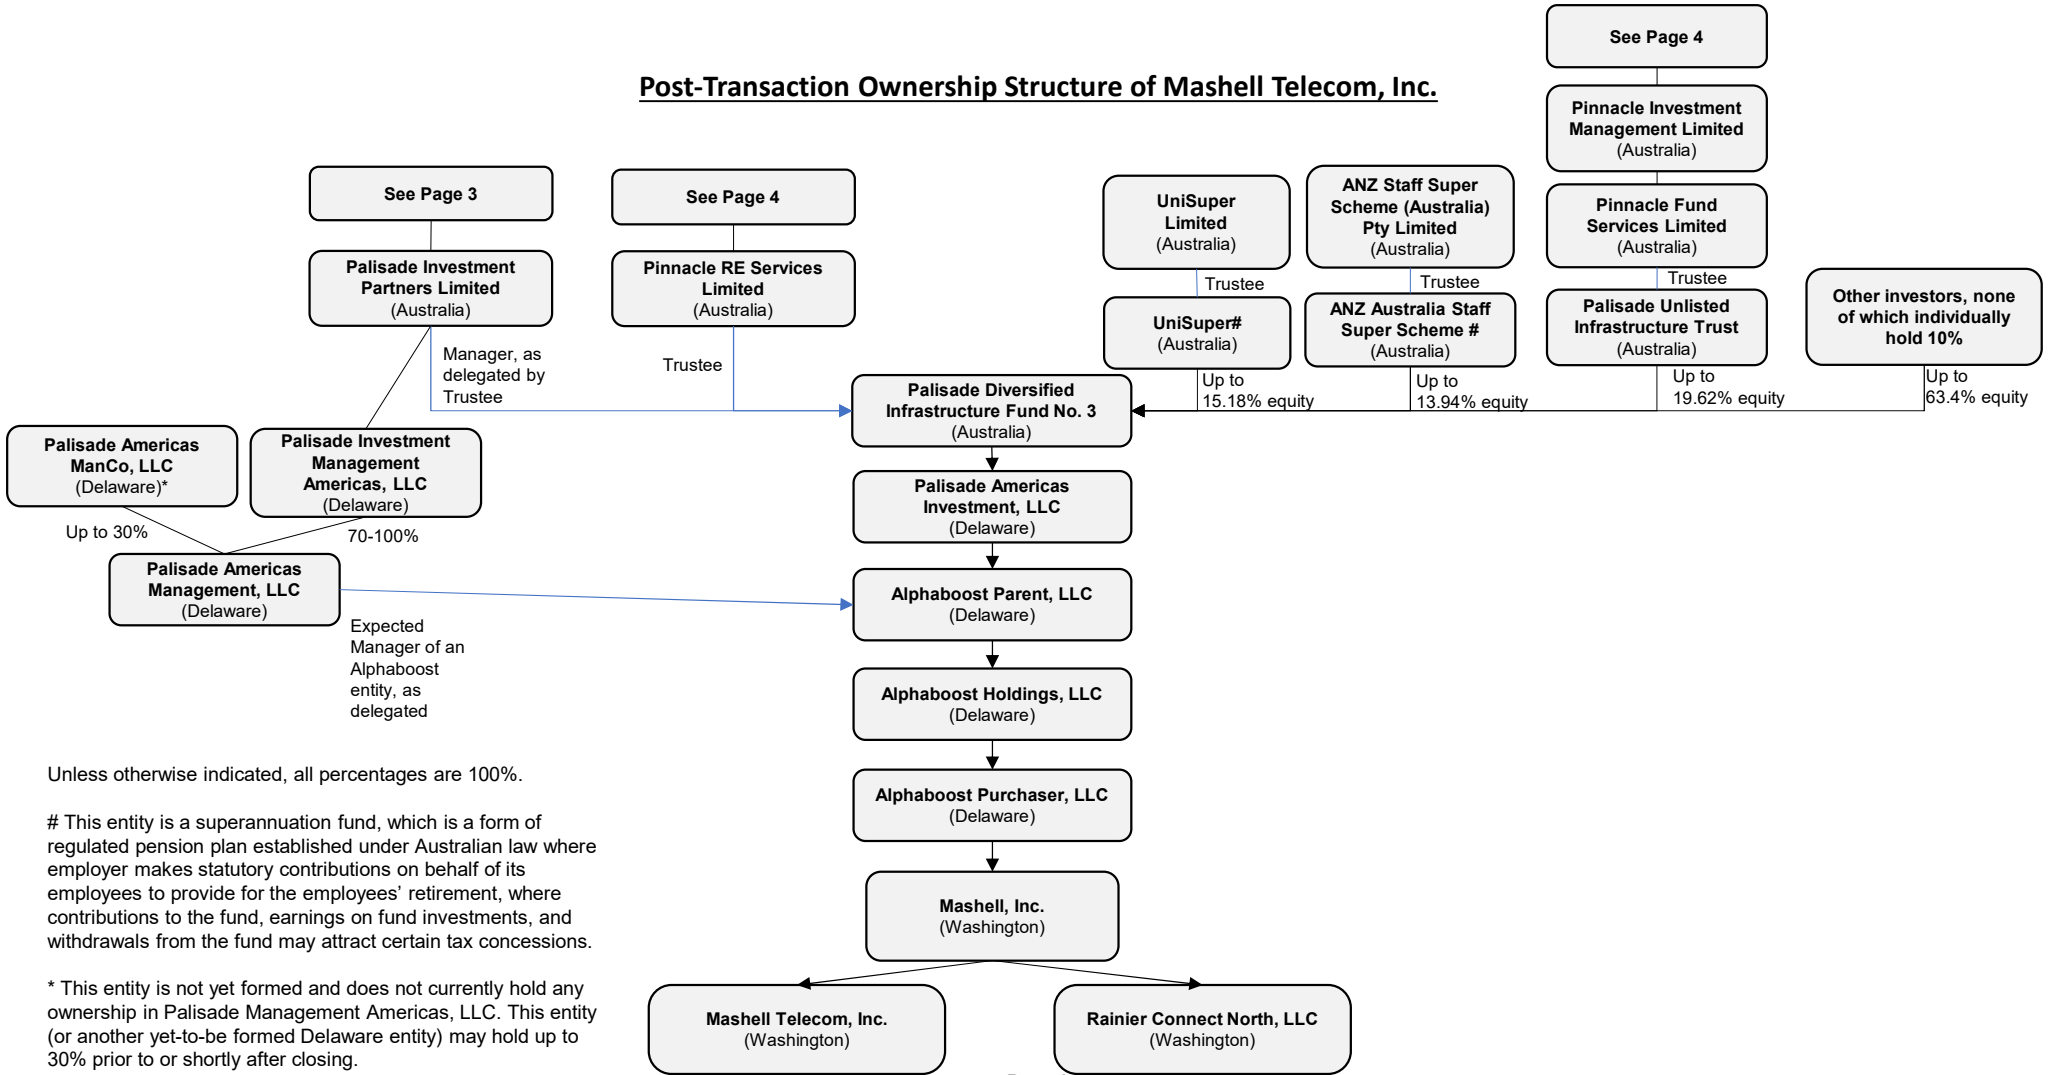 See Page 4
Post-Transaction Ownership Structure of Mashell Telecom, Inc.
Pinnacle Investment
Management Limited
(Australia)
See Page 3
See Page 4
UniSuper
Limited
(Australia)
ANZ Staff Super
Scheme (Australia)
Pty Limited
(Australia)
Pinnacle Fund
Services Limited
(Australia)
Palisade Investment
Partners Limited
(Australia)
Pinnacle RE Services
Limited
(Australia)
Trustee
Trustee
Trustee
UniSuper#
(Australia)
ANZ Australia Staff
Super Scheme #
(Australia)
Palisade Unlisted
Infrastructure Trust
(Australia)
Other investors, none
of which individually
hold 10%
Manager, as
delegated by
Trustee
Trustee
Up to
15.18% equity
Up to
13.94% equity
Up to
19.62% equity
Up to
63.4% equity
Palisade Diversified
Infrastructure Fund No. 3
(Australia)
Palisade Americas
ManCo, LLC
(Delaware)*
Palisade Investment
Management
Americas, LLC
(Delaware)
Palisade Americas
Investment, LLC
(Delaware)
Up to 30%
70-100%
Palisade Americas
Management, LLC
(Delaware)
Alphaboost Parent, LLC
(Delaware)
Expected
Manager of an
Alphaboost
entity, as
delegated
Alphaboost Holdings, LLC
(Delaware)
Alphaboost Purchaser, LLC
(Delaware)
Unless otherwise indicated, all percentages are 100%.
# This entity is a superannuation fund, which is a form of
regulated pension plan established under Australian law where
employer makes statutory contributions on behalf of its
employees to provide for the employees’ retirement, where
contributions to the fund, earnings on fund investments, and
withdrawals from the fund may attract certain tax concessions.
* This entity is not yet formed and does not currently hold any
ownership in Palisade Management Americas, LLC. This entity
(or another yet-to-be formed Delaware entity) may hold up to
30% prior to or shortly after closing.
Mashell, Inc.
(Washington)
Mashell Telecom, Inc.
(Washington)
Rainier Connect North, LLC
(Washington)